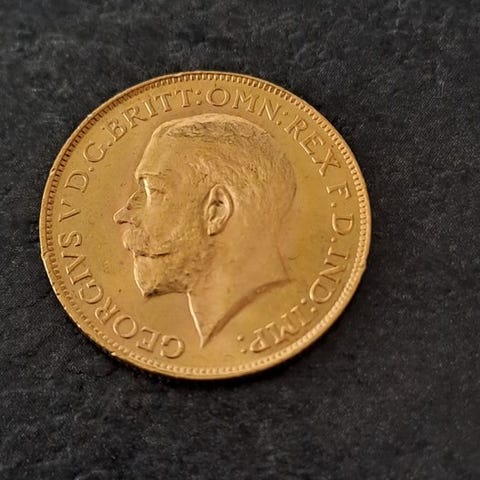 GEORGIVS V D.G.BRITT:OMN:REX F.D.IND:IMP: